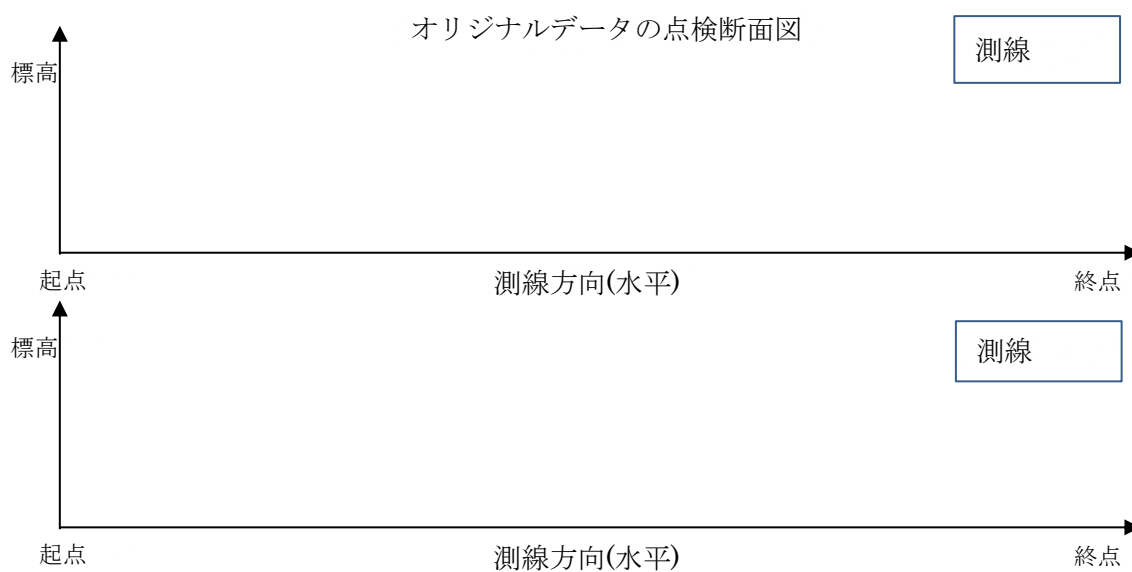 オリジナルデータの点検断面図
測線
標高
起点
測線方向(水平)
終点
標高
測線
起点
測線方向(水平)
終点